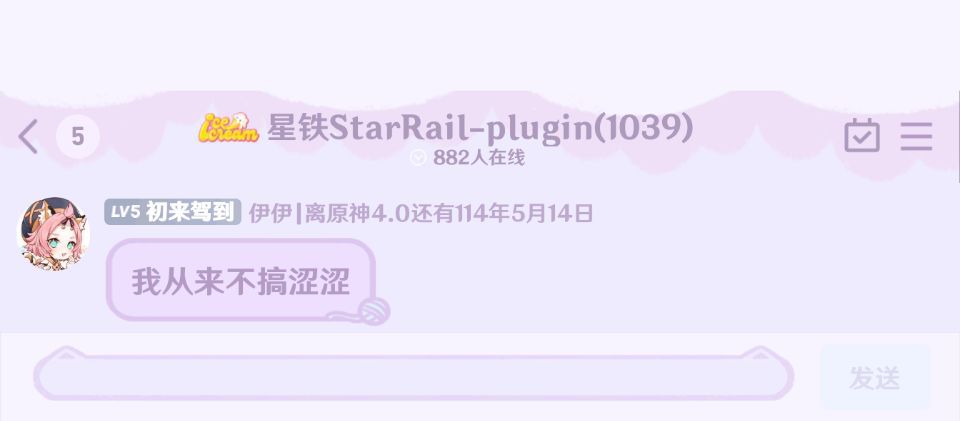 5
ice cream
星铁StarRail-plugin(1039)
882人在线
LV5 初来驾到 伊伊|离原神4.0还有114年5月14日
我从来不搞涩涩
发送